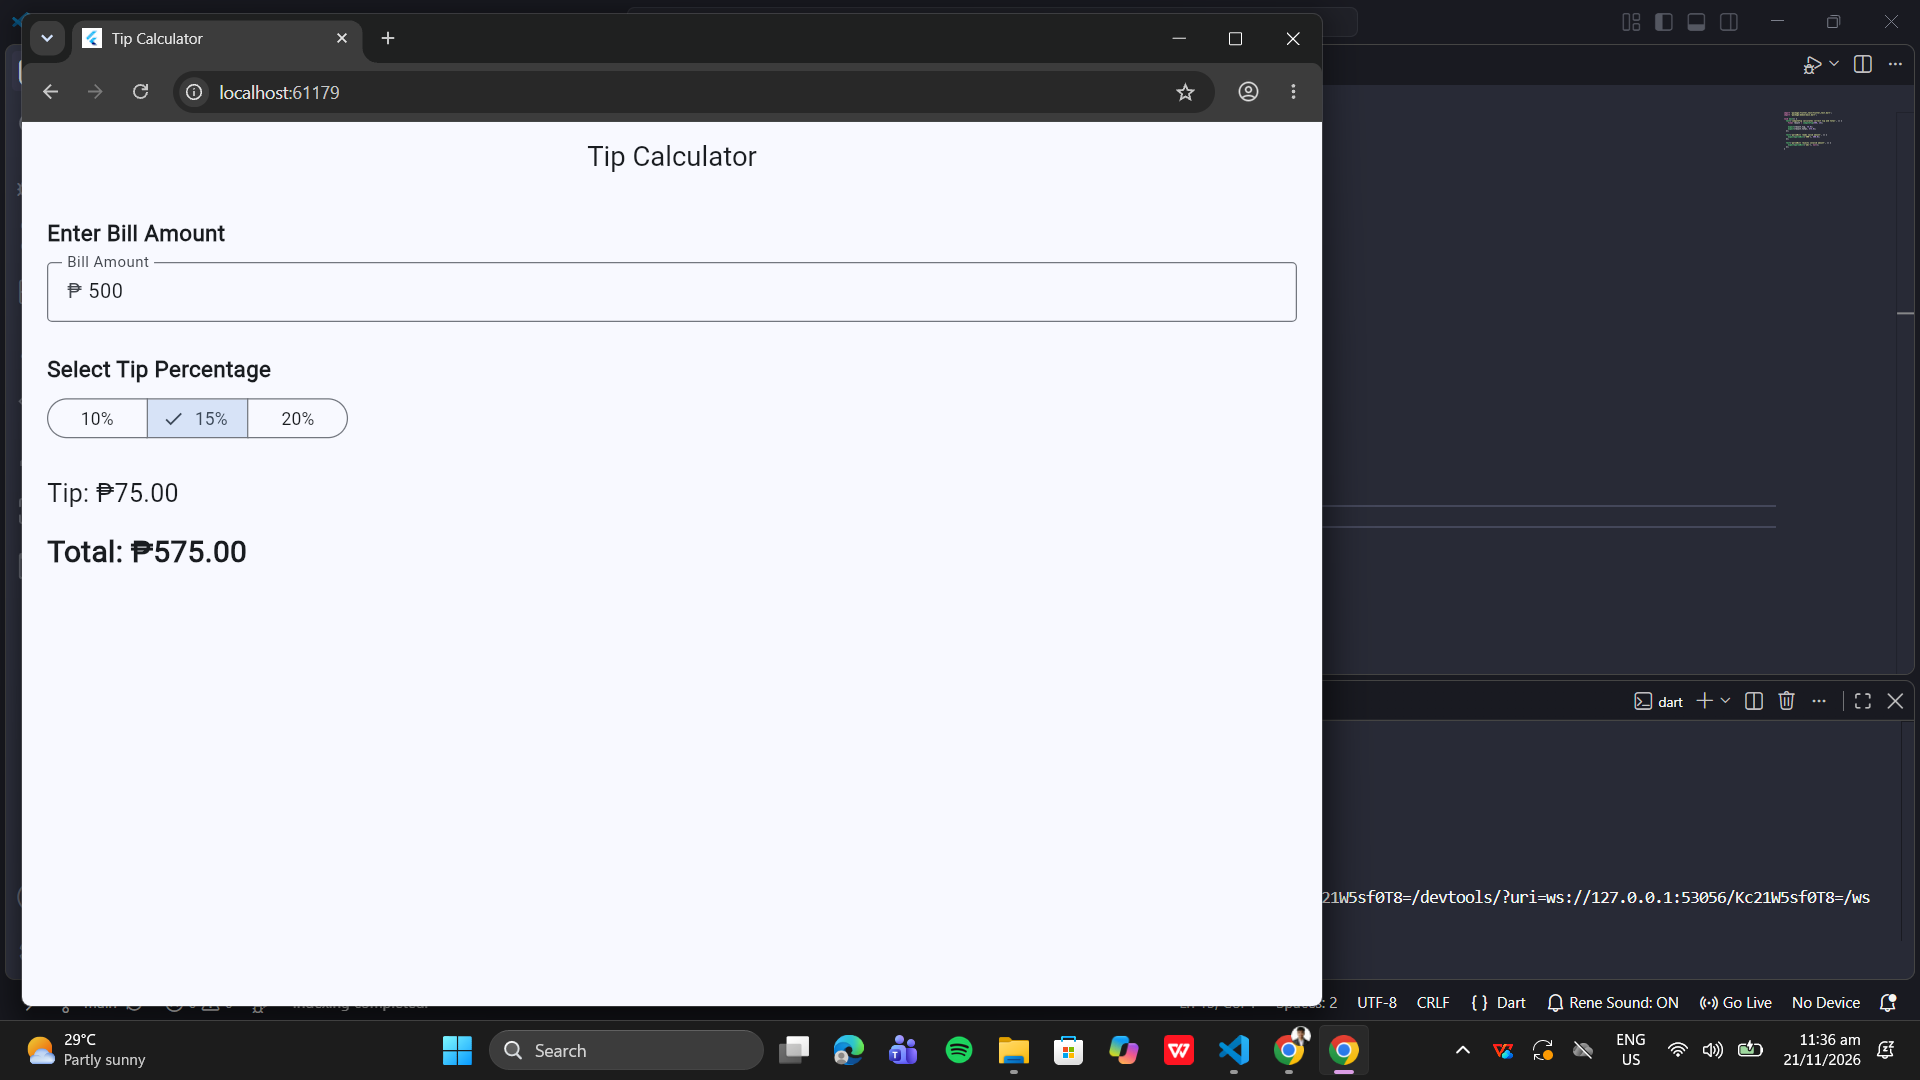 Tip Calculator
localhost:61179
Tip Calculator
Enter Bill Amount
Bill Amount
₱ 500
Select Tip Percentage
10%
15%
20%
Tip: ₱75.00
Total: ₱575.00
dart
21W5sf0T8=/devtools/?uri=ws://127.0.0.1:53056/Kc21W5sf0T8=/ws
UTF-8 CRLF { } Dart Rene Sound: ON Go Live No Device
29°C
Partly sunny
Search
ENG
US
11:36 am
21/11/2026